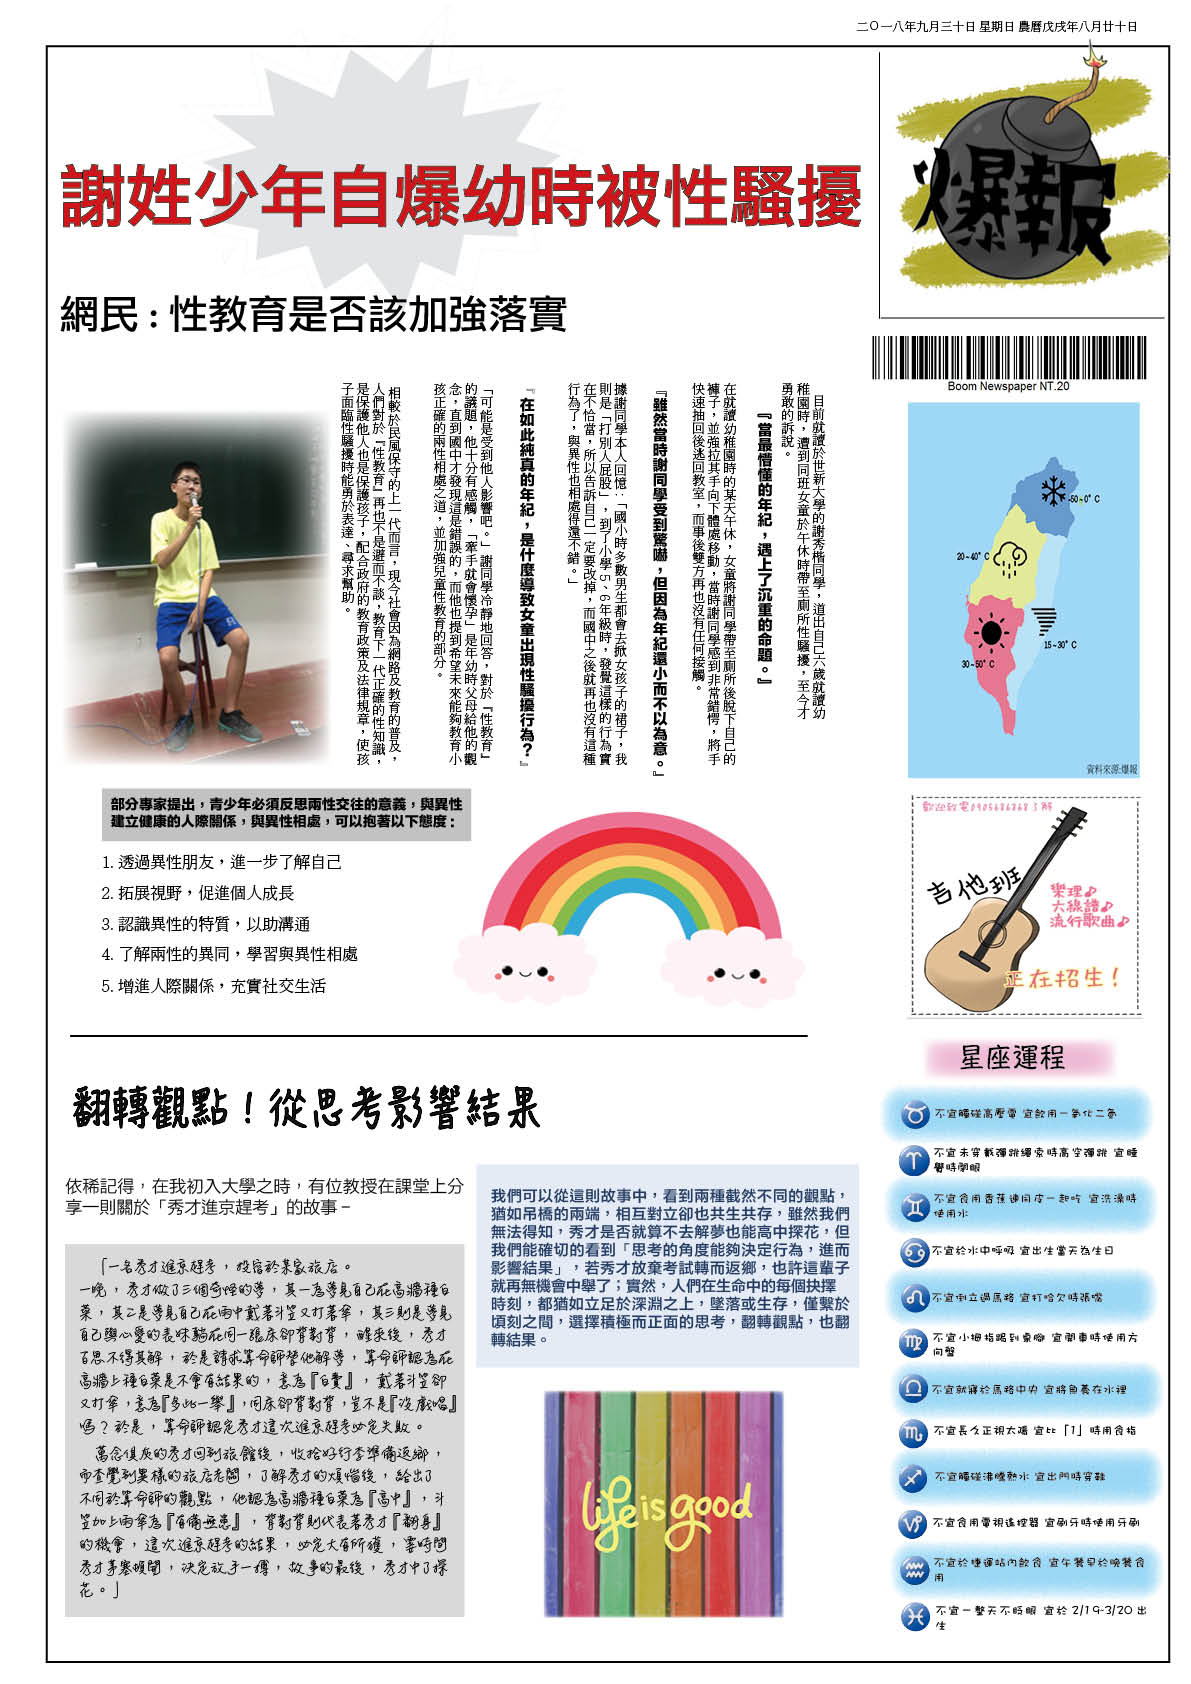 二〇一八年九月三十日 星期日 農曆戊戌年八月廿十日
爆報
謝姓少年自爆幼時被性騷擾
網民 : 性教育是否該加強落實
Boom Newspaper NT.20
目前就讀於世新大學的謝秀楷同學，道出自己六歲就讀幼
稚園時，遭到同班女童於午休時帶至廁所性騷擾，至今才
勇敢的訴說。
『當最懵懂的年紀，遇上了沉重的命題。』
在就讀幼稚園時的某天午休，女童將謝同學帶至廁所後脫下自己的
褲子，並強拉其手向下體處移動，當時謝同學感到非常錯愕，將手
快速抽回後逃回教室，而事後雙方再也沒有任何接觸。
『雖然當時謝同學受到驚嚇，但因為年紀還小而不以為意。』
據謝同學本人回憶：「國小時多數男生都會去掀女孩子的裙子，我
則是「打別人屁股」，到了小學5、6年級時，發覺這樣的行為實
在不恰當，所以告訴自己一定要改掉，而國中之後就再也沒有這種
行為了，與異性也相處得還不錯。」
『在如此純真的年紀，是什麼導致女童出現性騷擾行為？』
「可能是受到他人影響吧。」謝同學冷靜地回答，對於『性教育』
的議題，他十分有感觸，「牽手就會懷孕」是年幼時父母給他的觀
念，直到國中才發現這是錯誤的，而他也提到希望未來能夠教育小
孩正確的兩性相處之道，並加強兒童性教育的部分。
相較於民風保守的上一代而言，現今社會因為網路及教育的普及，
人們對於『性教育』再也不是避而不談，教育下一代正確的性知識，
是保護他人也是保護孩子，配合政府的教育政策及法律規章，使孩
子面臨性騷擾時能勇於表達、尋求幫助。
-50~0° C
20~40° C
15~30° C
30~50° C
資料來源:爆報
部分專家提出，青少年必須反思兩性交往的意義，與異性
建立健康的人際關係，與異性相處，可以抱著以下態度：
1. 透過異性朋友，進一步了解自己
2. 拓展視野，促進個人成長
3. 認識異性的特質，以助溝通
4. 了解兩性的異同，學習與異性相處
5. 增進人際關係，充實社交生活
歡迎致電0905686868了解
吉他班
樂理♪
大綠譜♪
流行歌曲♪
正在招生！
翻轉觀點！從思考影響結果
依稀記得，在我初入大學之時，有位教授在課堂上分
享一則關於「秀才進京趕考」的故事 –
「一名秀才進京趕考，投宿於某家旅店。
一晚，秀才做了三個奇怪的夢，其一為夢見自己在高牆種白
菜，其二是夢見自己在雨中戴著斗笠又打著傘，其三則是夢見
自己與心愛的表妹躺在同一張床卻背對背，醒來後，秀才
百思不得其解，於是請求算命師替他解夢，算命師認為在
高牆上種白菜是不會有結果的，意為『白費』，戴著斗笠卻
又打傘，意為『多此一舉』，同床卻背對背，豈不是『沒戲唱』
嗎？於是，算命師認定秀才這次進京趕考必定失敗。
萬念俱灰的秀才回到旅館後，收拾好行李準備返鄉，
而查覺到異樣的旅店老闆，了解秀才的煩惱後，給出了
不同於算命師的觀點，他認為高牆種白菜為『高中』，斗
笠加上雨傘為『有備無患』，背對背則代表著秀才『翻身』
的機會，這次進京趕考的結果，必定大有所獲，霎時間
秀才茅塞頓開，決定放手一搏，故事的最後，秀才中了探
花。」
我們可以從這則故事中，看到兩種截然不同的觀點，
猶如吊橋的兩端，相互對立卻也共生共存，雖然我們
無法得知，秀才是否就算不去解夢也能高中探花，但
我們能確切的看到「思考的角度能夠決定行為，進而
影響結果」，若秀才放棄考試轉而返鄉，也許這輩子
就再無機會中舉了；實然，人們在生命中的每個抉擇
時刻，都猶如立足於深淵之上，墜落或生存，僅繫於
頃刻之間，選擇積極而正面的思考，翻轉觀點，也翻
轉結果。
life is good
星座運程
不宜觸碰高壓電 宜飲用一氧化二氫
不宜未穿戴彈跳繩索時高空彈跳 宜睡
覺時閉眼
不宜食用香蕉連同皮一起吃 宜洗澡時
使用水
不宜於水中呼吸 宜出生當天為生日
不宜倒立過馬路 宜打哈欠時張嘴
不宜小拇指踢到桌腳 宜開車時使用方
向盤
不宜就寢於馬路中央 宜將魚養在水裡
不宜長久正視太陽 宜比「1」時用食指
不宜觸碰沸騰熱水 宜出門時穿鞋
不宜食用電視遙控器 宜刷牙時使用牙刷
不宜於捷運站內飲食 宜午餐早於晚餐食
用
不宜一整天不眨眼 宜於 2/19~3/20 出
生